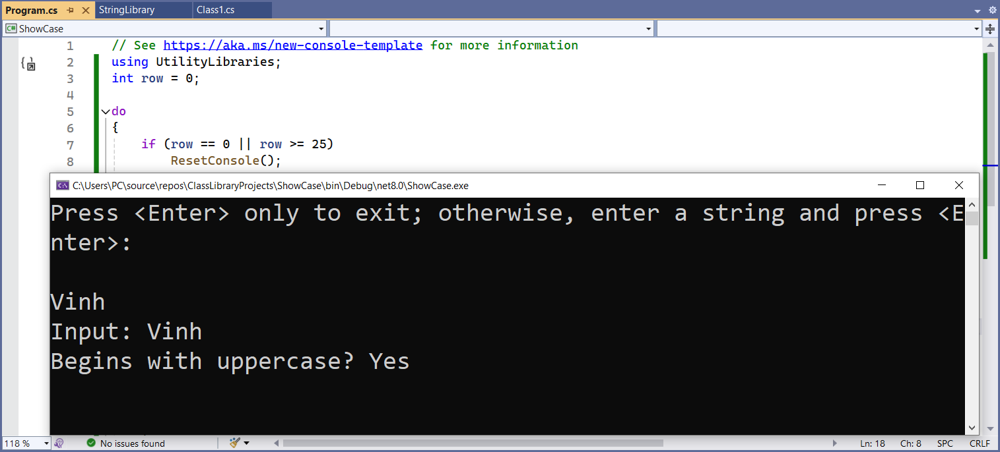 Program.cs StringLibrary Class1.cs
C# ShowCase
1 // See https://aka.ms/new-console-template for more information
2 using UtilityLibraries;
3 int row = 0;
4
5 do
6 {
7 if (row == 0 || row >= 25)
8 ResetConsole();
C:\Users\PC\source\repos\ClassLibraryProjects\ShowCase\bin\Debug\net8.0\ShowCase.exe
Press <Enter> only to exit; otherwise, enter a string and press <E
nter>:
Vinh
Input: Vinh
Begins with uppercase? Yes
118 % No issues found Ln: 18 Ch: 8 SPC CRLF